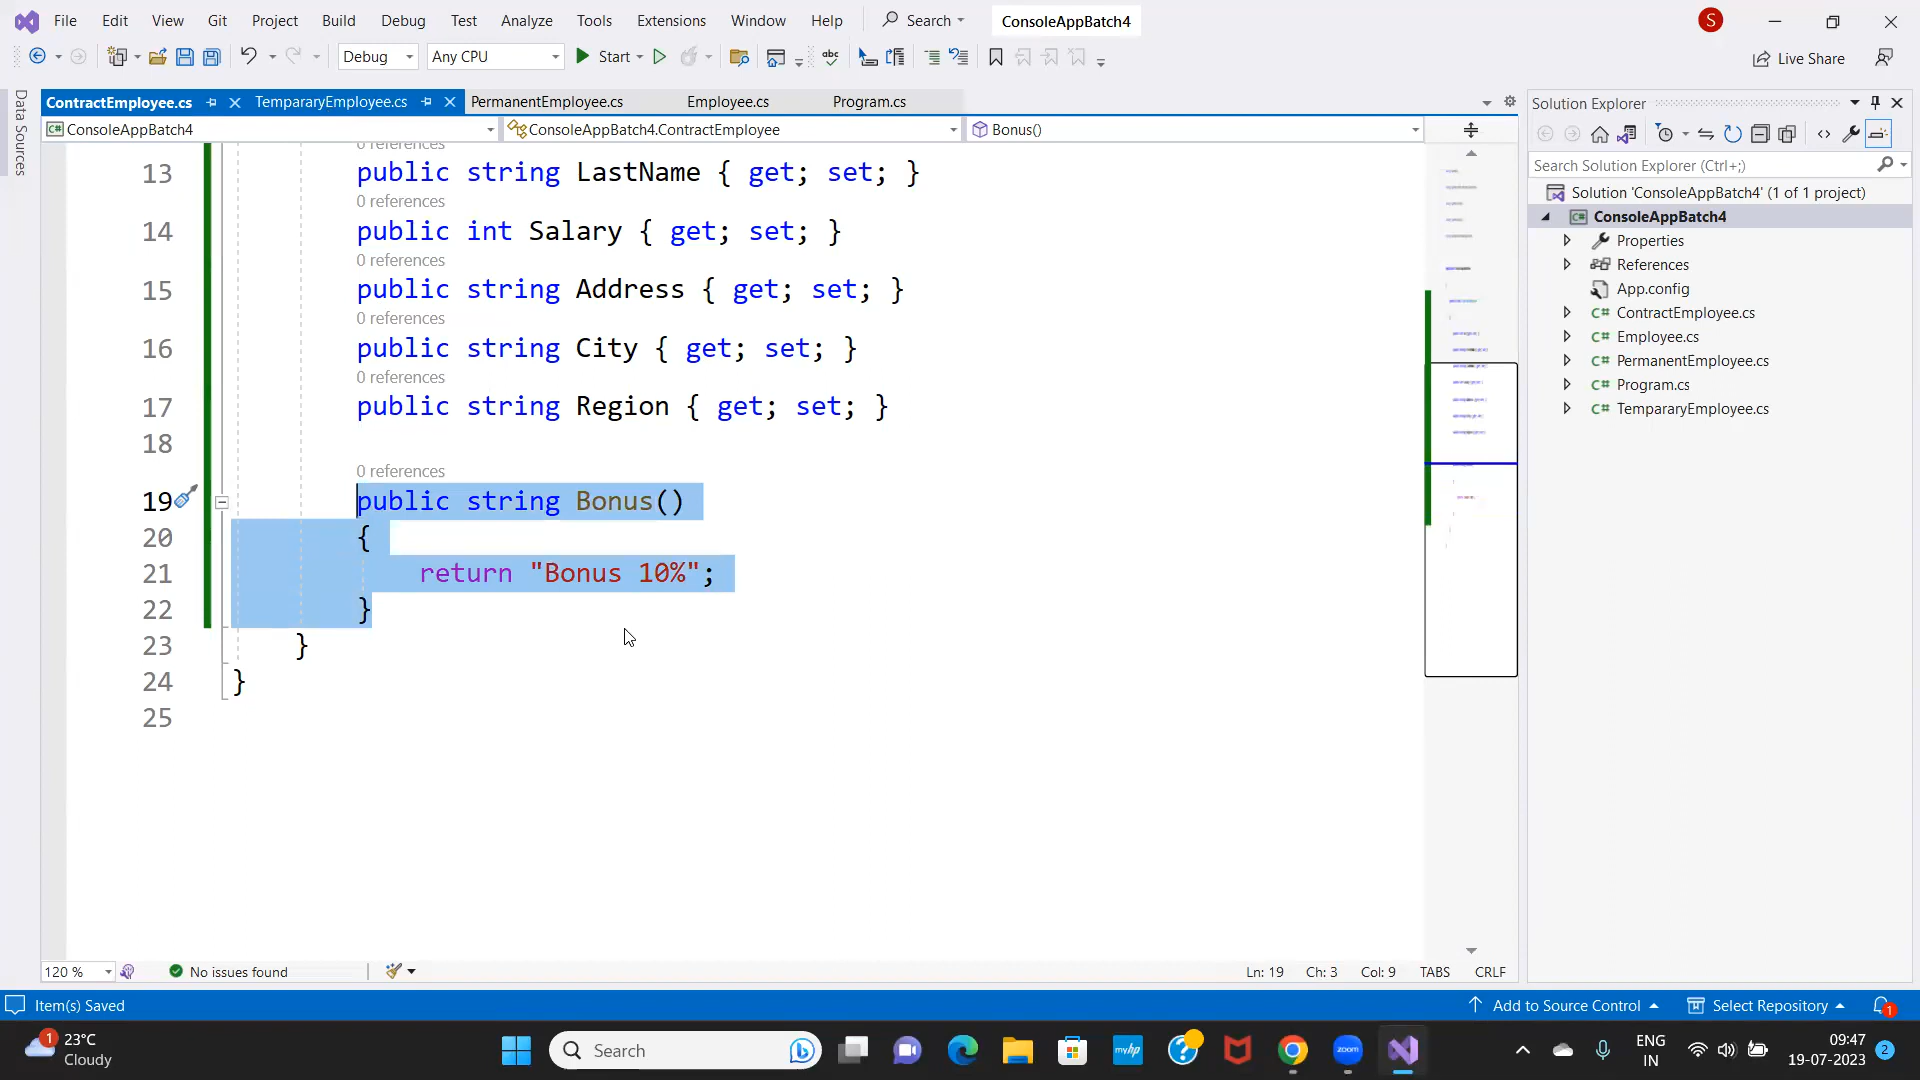 File Edit View Git Project Build Debug Test Analyze Tools Extensions Window Help Search ConsoleAppBatch4 S
Debug Any CPU Start Live Share
Data Sources
ContractEmployee.cs TempararyEmployee.cs PermanentEmployee.cs Employee.cs Program.cs
ConsoleAppBatch4 ConsoleAppBatch4.ContractEmployee Bonus()
0 references
13 public string LastName { get; set; }
0 references
14 public int Salary { get; set; }
0 references
15 public string Address { get; set; }
0 references
16 public string City { get; set; }
0 references
17 public string Region { get; set; }
18
0 references
19 public string Bonus()
20 {
21 return "Bonus 10%";
22 }
23 }
24 }
25
120 % No issues found Ln: 19 Ch: 3 Col: 9 TABS CRLF
Solution Explorer
Search Solution Explorer (Ctrl+;)
Solution 'ConsoleAppBatch4' (1 of 1 project)
ConsoleAppBatch4
Properties
References
App.config
C# ContractEmployee.cs
C# Employee.cs
C# PermanentEmployee.cs
C# Program.cs
C# TempararyEmployee.cs
Item(s) Saved Add to Source Control Select Repository 1
1 23°C
Cloudy
Search
myhp
zoom
ENG
IN
09:47
19-07-2023
2